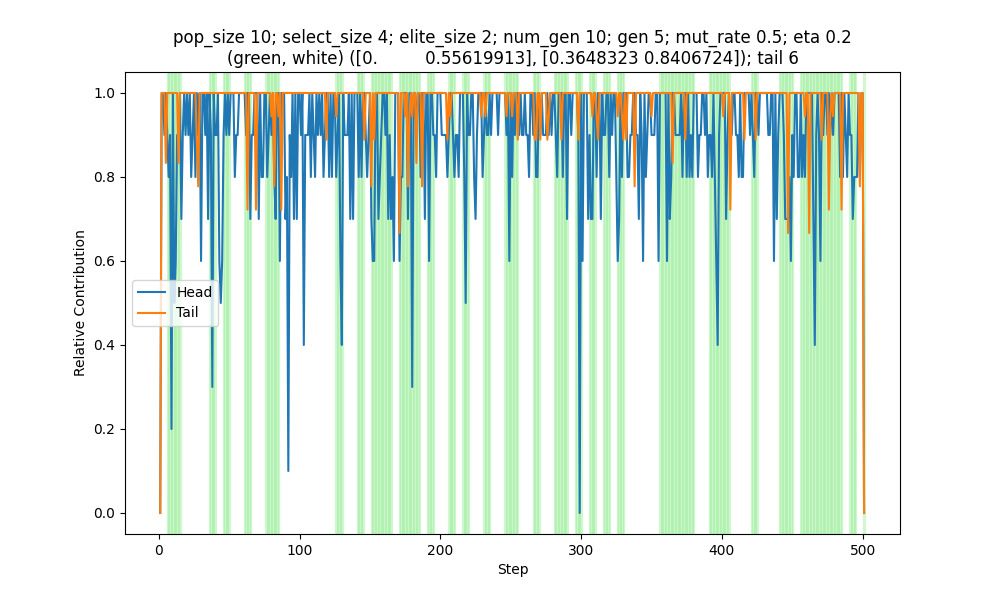 pop_size 10; select_size 4; elite_size 2; num_gen 10; gen 5; mut_rate 0.5; eta 0.2
(green, white) ([0.         0.55619913], [0.3648323 0.8406724]); tail 6
1.0
0.8
0.6
0.4
0.2
0.0
Relative Contribution
Head
Tail
0 100 200 300 400 500
Step